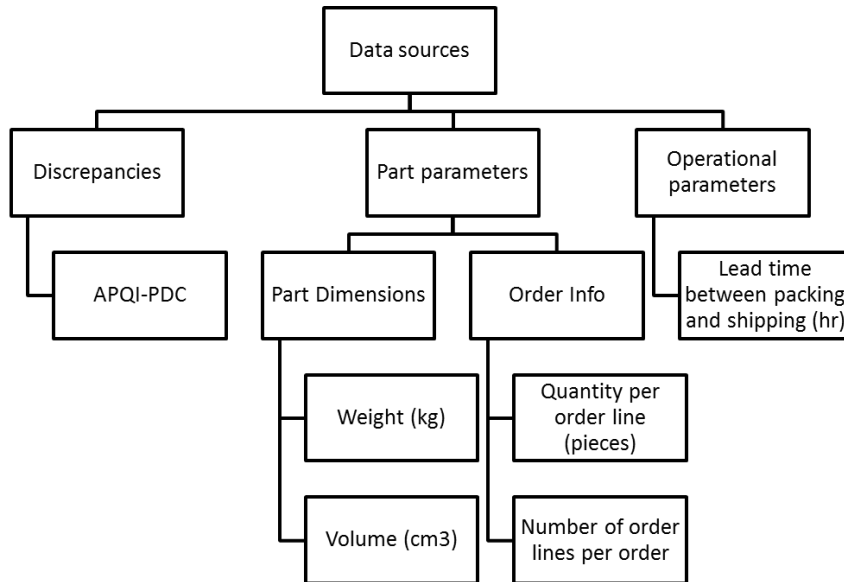 Data sources
Discrepancies
Part parameters
Operational
parameters
APQI-PDC
Part Dimensions
Order Info
Lead time
between packing
and shipping (hr)
Weight (kg)
Quantity per
order line
(pieces)
Volume (cm3)
Number of order
lines per order